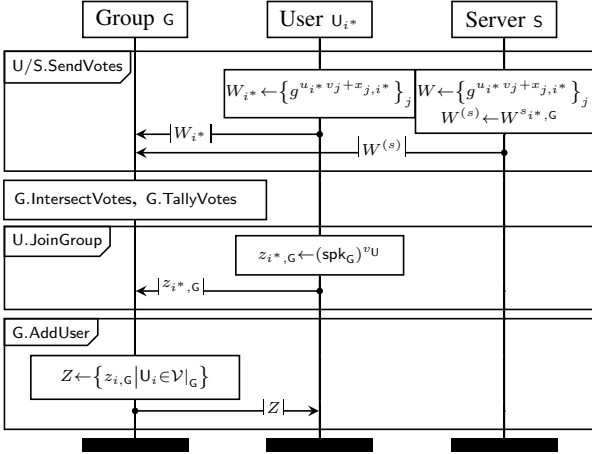 Group G
User U_{i*}
Server S
U/S.SendVotes
W_{i*}←{g^{u_{i*}v_j+x_{j,i*}}}_j
W←{g^{u_{i*}v_j+x_{j,i*}}}_j
W^{(s)}←W^{s_{i*,G}}
|W_{i*}|
|W^{(s)}|
G.IntersectVotes, G.TallyVotes
U.JoinGroup
z_{i*,G}←(spk_G)^{v_U}
|z_{i*,G}|
G.AddUser
Z←{z_{i,G}|U_i∈𝒱|_G}
|Z|